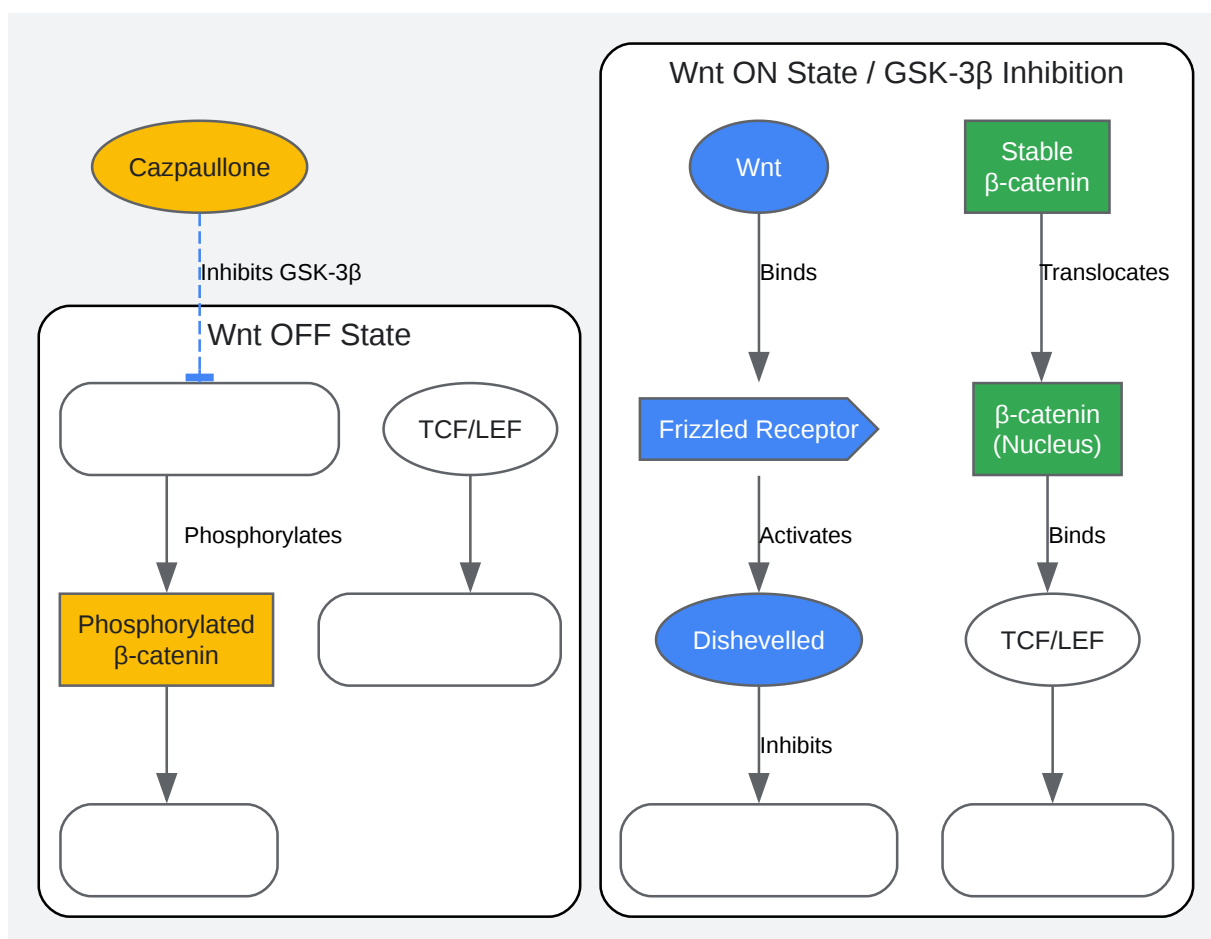 Wnt ON State / GSK-3β Inhibition
Cazpaullone
Wnt
Stable
β-catenin
Inhibits GSK-3β
Binds
Translocates
Wnt OFF State
TCF/LEF
Frizzled Receptor
β-catenin
(Nucleus)
Phosphorylates
Activates
Binds
Phosphorylated
β-catenin
Dishevelled
TCF/LEF
Inhibits